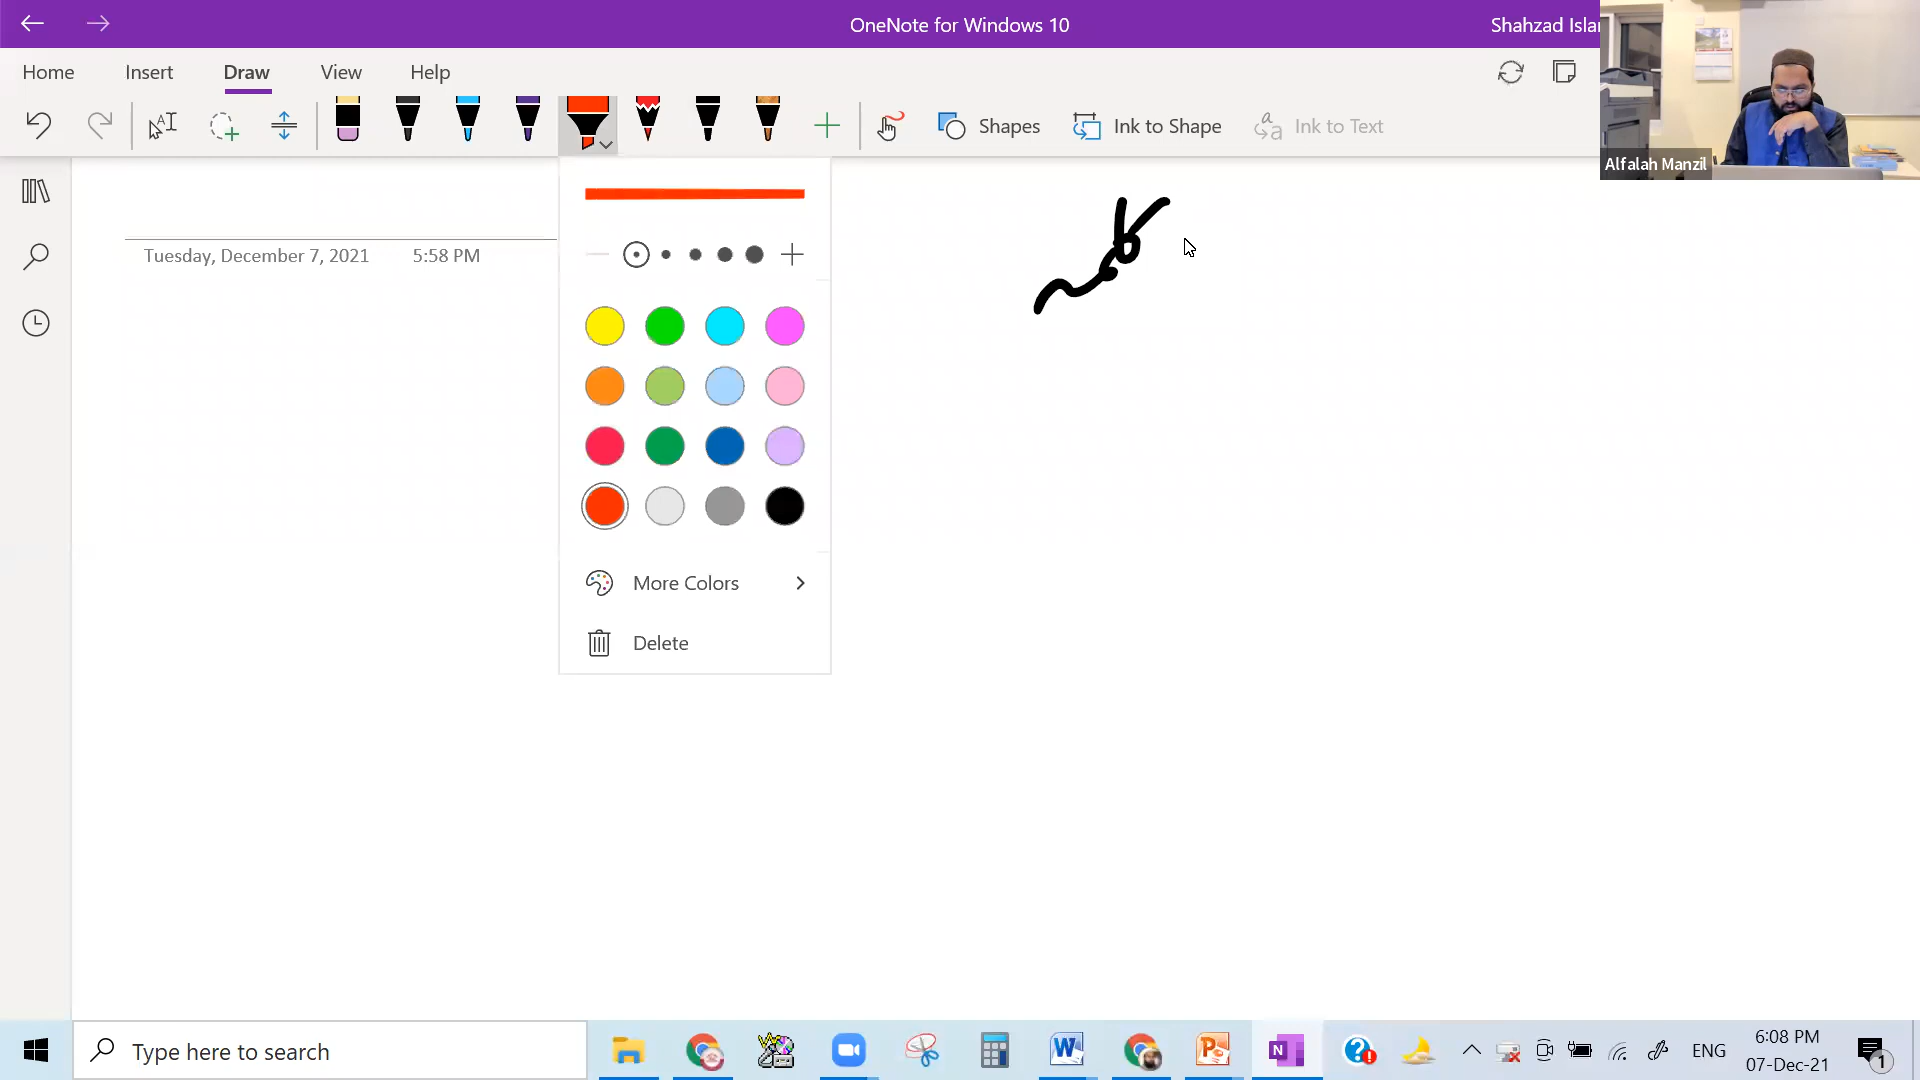 OneNote for Windows 10
Shahzad Islar
Home Insert Draw View Help
Shapes Ink to Shape Ink to Text
Alfalah Manzil
Tuesday, December 7, 2021 5:58 PM
More Colors
Delete
Type here to search
ENG
6:08 PM
07-Dec-21
1